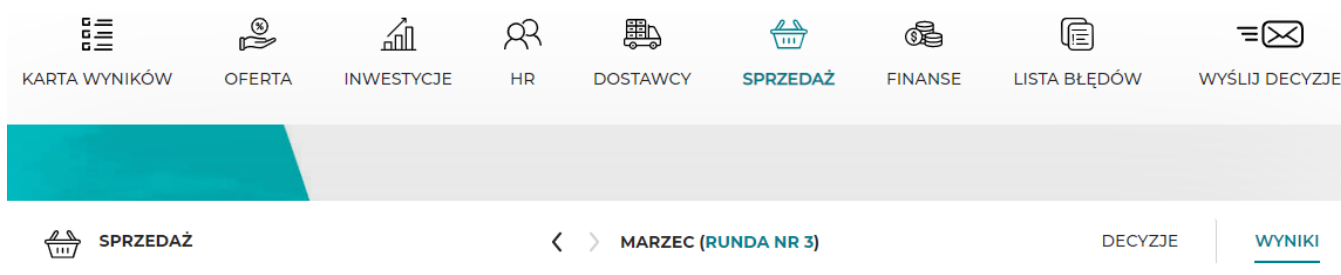 KARTA WYNIKÓW OFERTA INWESTYCJE HR DOSTAWCY SPRZEDAŻ FINANSE LISTA BŁĘDÓW WYŚLIJ DECYZJE
SPRZEDAŻ MARZEC (RUNDA NR 3) DECYZJE WYNIKI